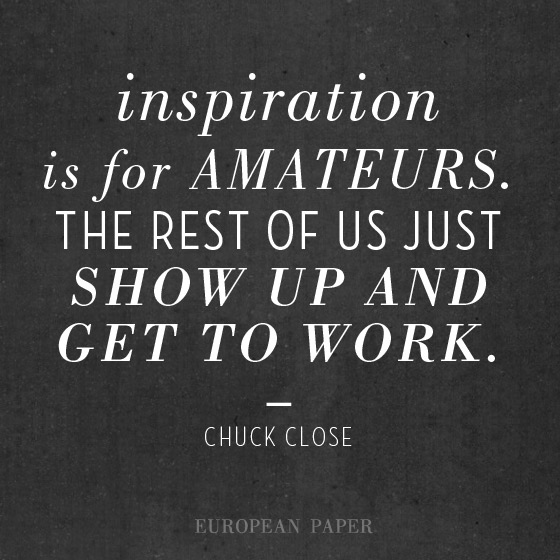 inspiration
is for AMATEURS.
THE REST OF US JUST
SHOW UP AND
GET TO WORK.
—
CHUCK CLOSE
EUROPEAN PAPER